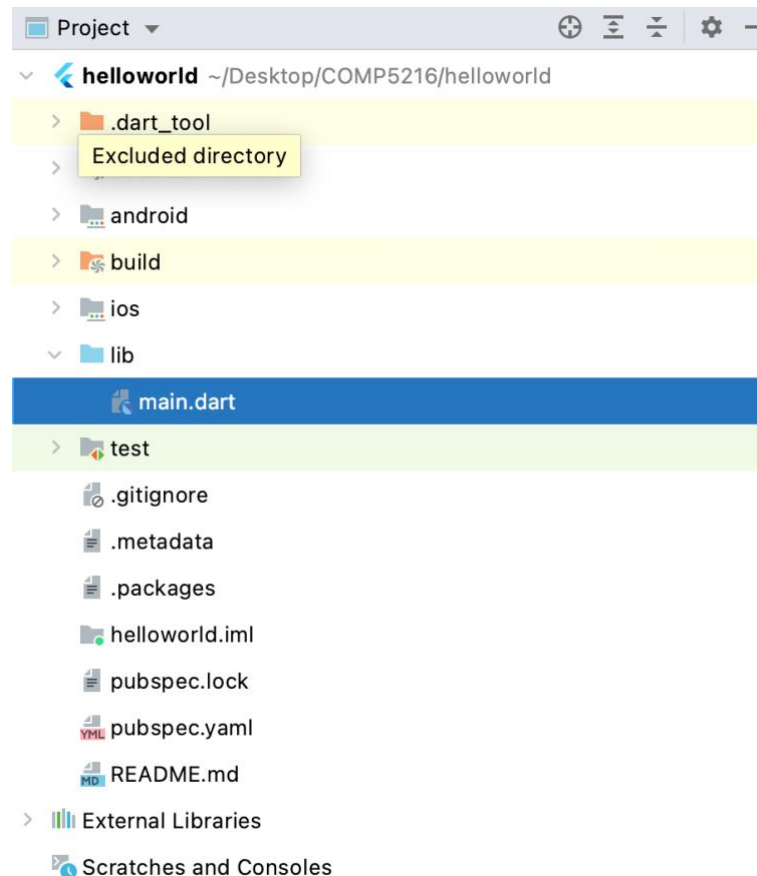 Project
helloworld ~/Desktop/COMP5216/helloworld
.dart_tool
Excluded directory
android
build
ios
lib
main.dart
test
.gitignore
.metadata
.packages
helloworld.iml
pubspec.lock
YML pubspec.yaml
MD README.md
External Libraries
Scratches and Consoles